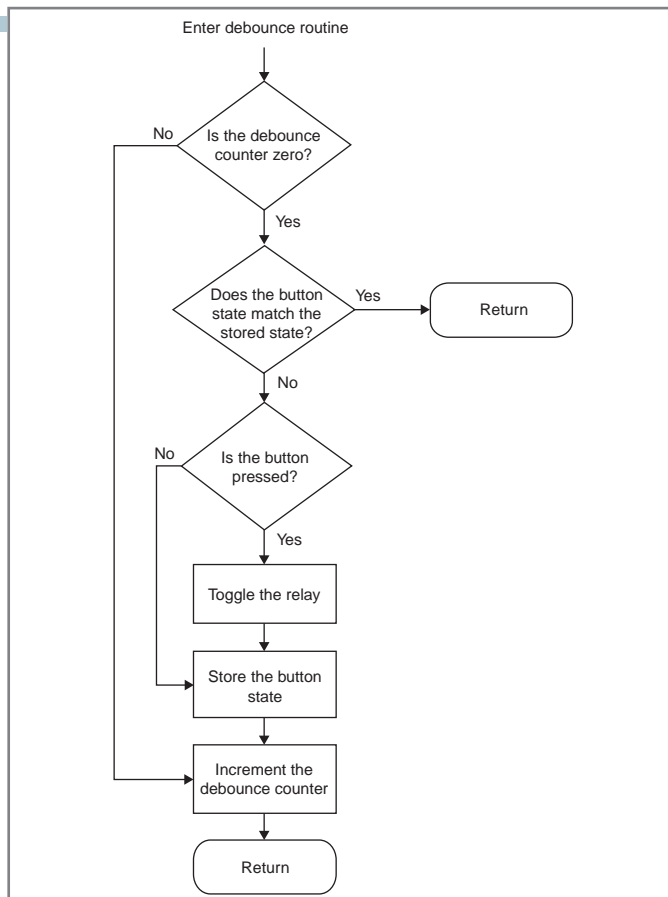 Enter debounce routine
No
Is the debounce
counter zero?
Yes
Does the button
state match the
stored state?
Yes
Return
No
No
Is the button
pressed?
Yes
Toggle the relay
Store the button
state
Increment the
debounce counter
Return